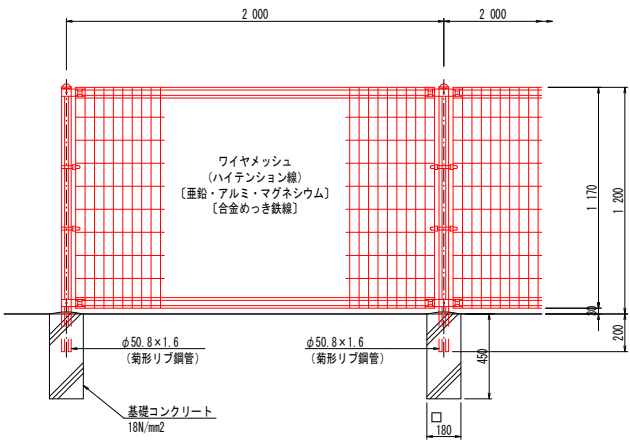 2 000
2 000
ワイヤメッシュ
(ハイテンション線)
〔亜鉛・アルミ・マグネシウム〕
〔合金めっき鉄線〕
1 170
1 200
30
200
450
φ50.8×1.6
(菊形リブ鋼管)
φ50.8×1.6
(菊形リブ鋼管)
基礎コンクリート
18N/mm2
□
180